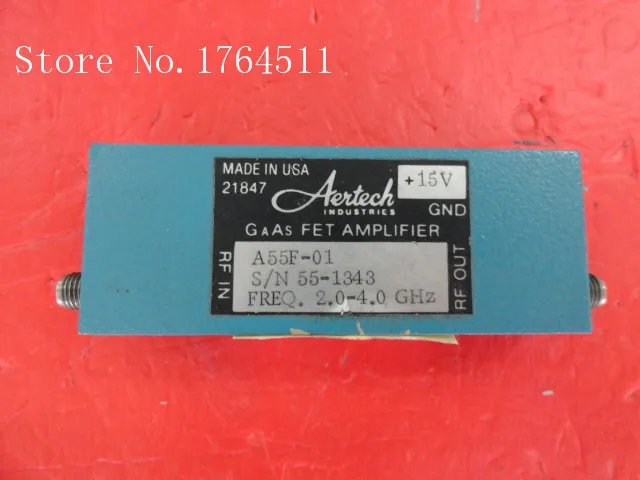 Store No.1764511
MADE IN USA
21847
Aertech
INDUSTRIES
+15V
GND
GaAs FET AMPLIFIER
RF IN
A55F-01
S/N 55-1343
FREQ. 2.0-4.0 GHz
RF OUT